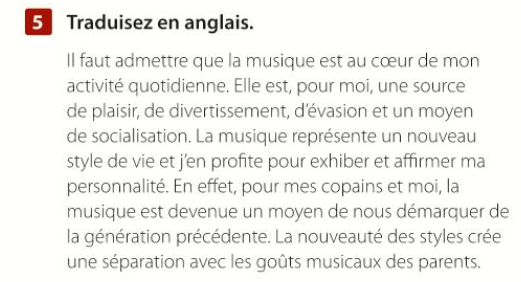 5 Traduisez en anglais.
Il faut admettre que la musique est au cœur de mon
activité quotidienne. Elle est, pour moi, une source
de plaisir, de divertissement, d’évasion et un moyen
de socialisation. La musique représente un nouveau
style de vie et j’en profite pour exhiber et affirmer ma
personnalité. En effet, pour mes copains et moi, la
musique est devenue un moyen de nous démarquer de
la génération précédente. La nouveauté des styles crée
une séparation avec les goûts musicaux des parents.